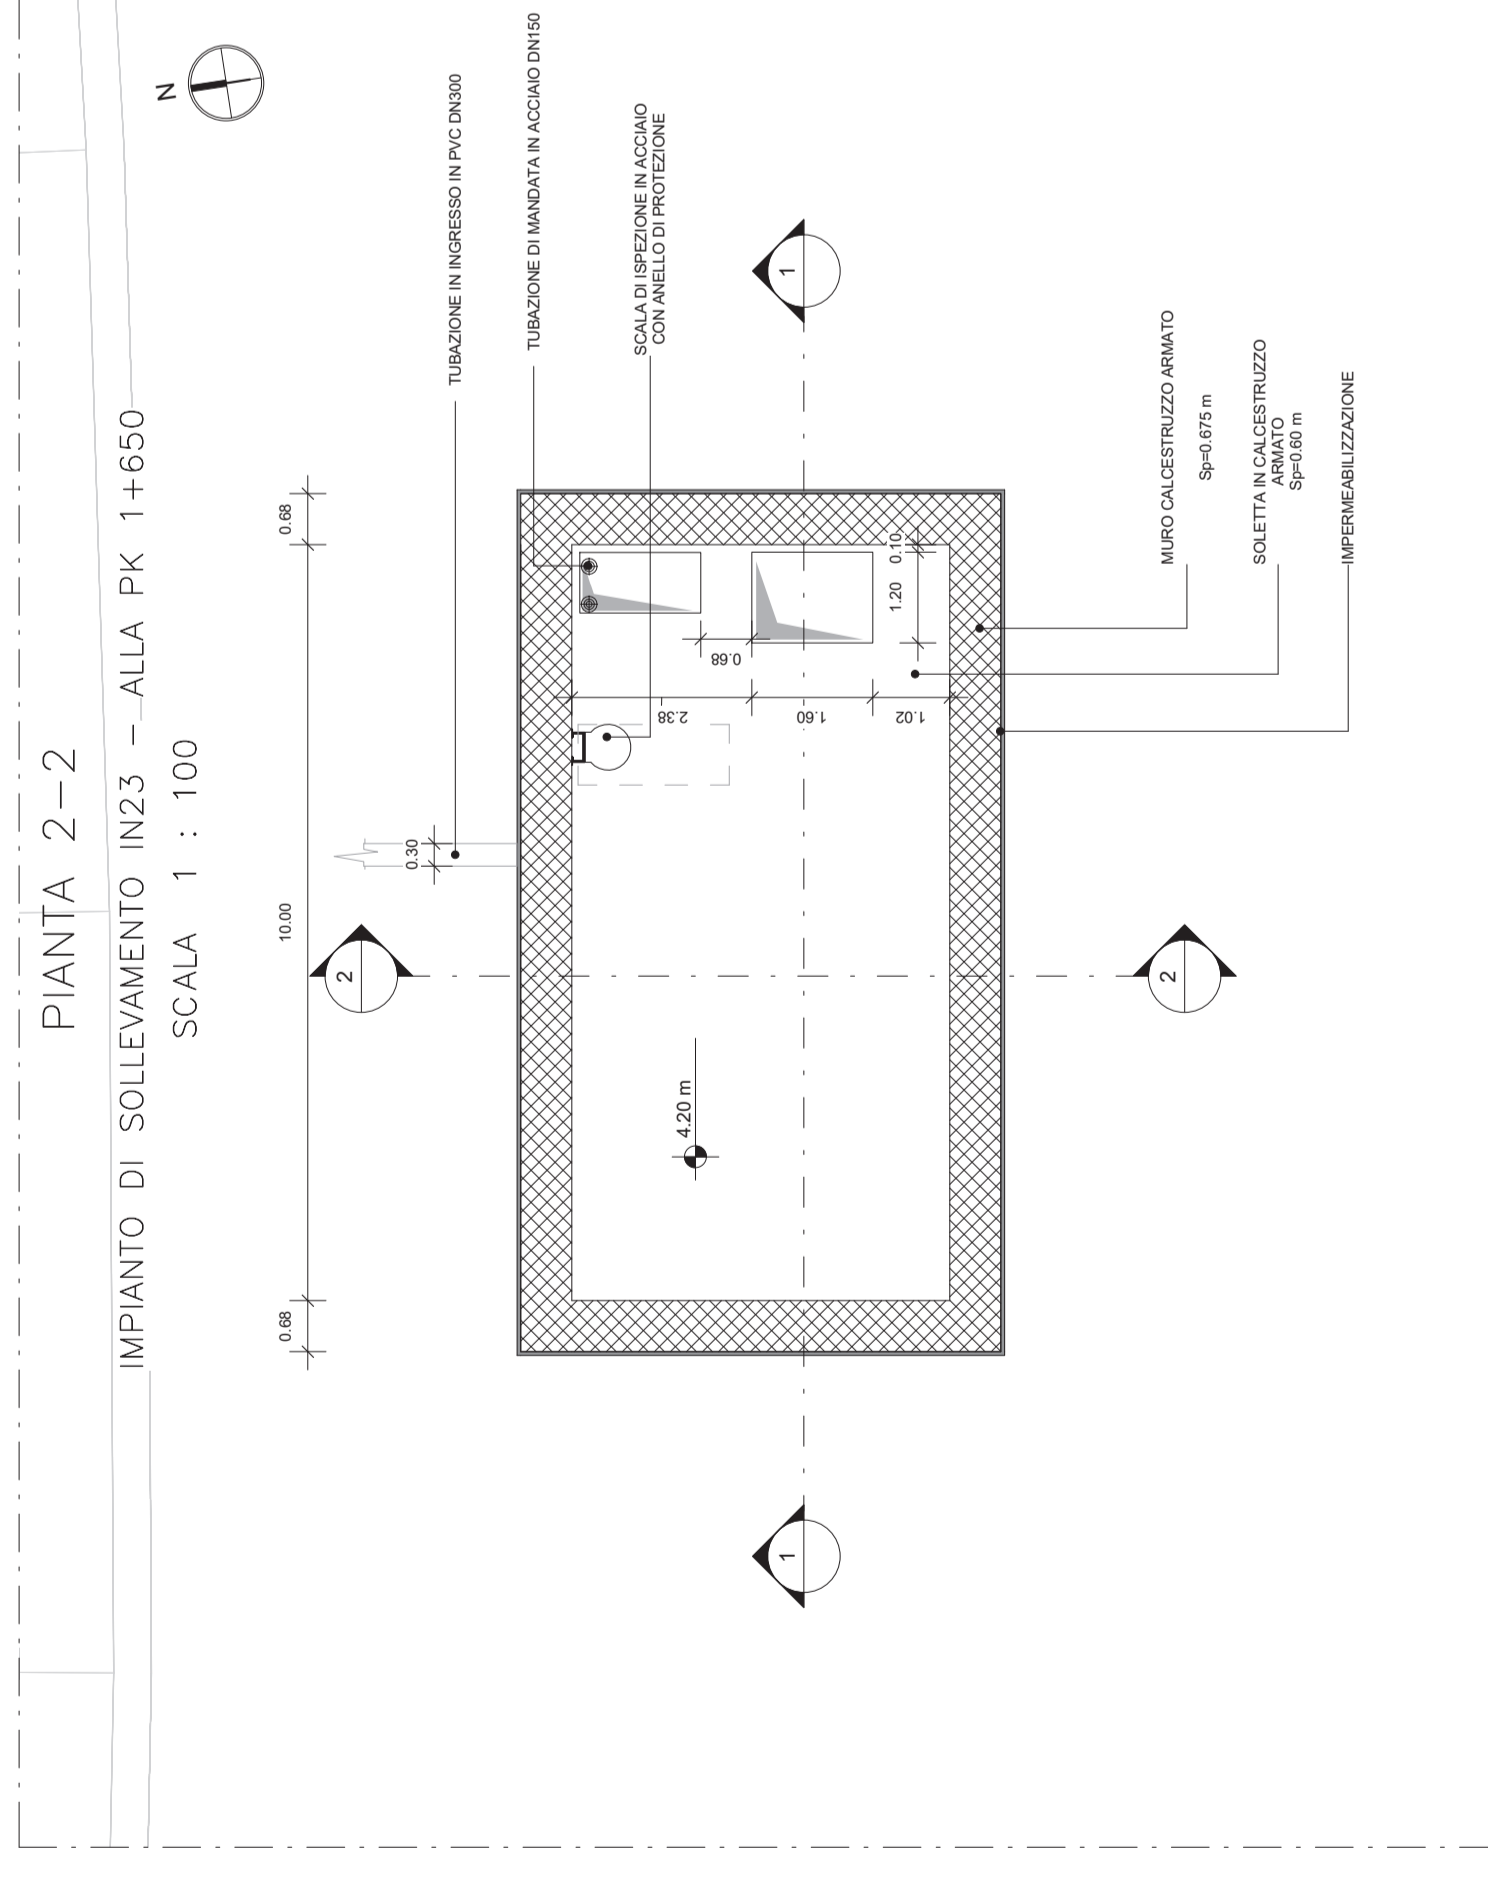 PIANTA 2-2
IMPIANTO DI SOLLEVAMENTO IN23 - ALLA PK 1+650
SCALA 1 : 100
N
0.68
10.00
0.68
2
0.30
TUBAZIONE IN INGRESSO IN PVC DN300
TUBAZIONE DI MANDATA IN ACCIAIO DN150
SCALA DI ISPEZIONE IN ACCIAIO
CON ANELLO DI PROTEZIONE
4.20 m
2.38
0.68
1.60
1.02
1.20
0.10
1
1
2
MURO CALCESTRUZZO ARMATO
Sp=0.675 m
SOLETTA IN CALCESTRUZZO
ARMATO
Sp=0.60 m
IMPERMEABILIZZAZIONE